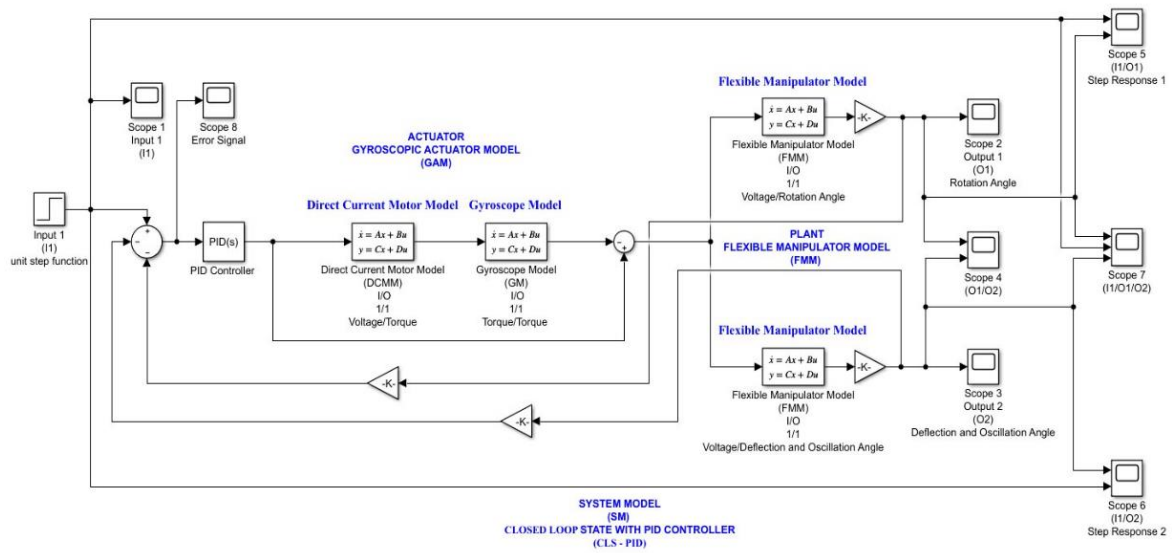 Scope 5
(I1/O1)
Step Response 1
Scope 1
Input 1
(I1)
Scope 8
Error Signal
Flexible Manipulator Model
ẋ = Ax + Bu
y = Cx + Du
-K-
Flexible Manipulator Model
(FMM)
I/O
1/1
Voltage/Rotation Angle
Scope 2
Output 1
(O1)
Rotation Angle
ACTUATOR
GYROSCOPIC ACTUATOR MODEL
(GAM)
Input 1
(I1)
unit step function
+
-
-
PID(s)
PID Controller
Direct Current Motor Model
ẋ = Ax + Bu
y = Cx + Du
Direct Current Motor Model
(DCMM)
I/O
1/1
Voltage/Torque
Gyroscope Model
ẋ = Ax + Bu
y = Cx + Du
Gyroscope Model
(GM)
I/O
1/1
Torque/Torque
-
+
PLANT
FLEXIBLE MANIPULATOR MODEL
(FMM)
Scope 4
(O1/O2)
Scope 7
(I1/O1/O2)
Flexible Manipulator Model
ẋ = Ax + Bu
y = Cx + Du
-K-
Flexible Manipulator Model
(FMM)
I/O
1/1
Voltage/Deflection and Oscillation Angle
Scope 3
Output 2
(O2)
Deflection and Oscillation Angle
-K-
-K-
Scope 6
(I1/O2)
Step Response 2
SYSTEM MODEL
(SM)
CLOSED LOOP STATE WITH PID CONTROLLER
(CLS - PID)